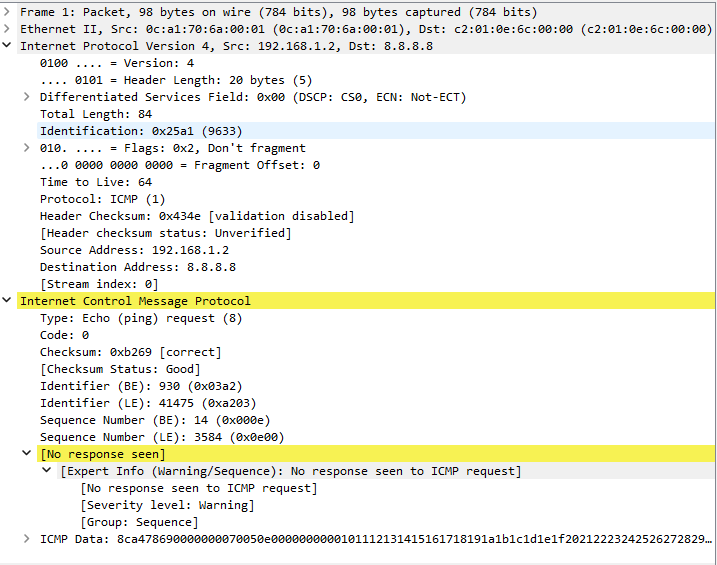 Frame 1: Packet, 98 bytes on wire (784 bits), 98 bytes captured (784 bits)
Ethernet II, Src: 0c:a1:70:6a:00:01 (0c:a1:70:6a:00:01), Dst: c2:01:0e:6c:00:00 (c2:01:0e:6c:00:00)
Internet Protocol Version 4, Src: 192.168.1.2, Dst: 8.8.8.8
0100 .... = Version: 4
.... 0101 = Header Length: 20 bytes (5)
Differentiated Services Field: 0x00 (DSCP: CS0, ECN: Not-ECT)
Total Length: 84
Identification: 0x25a1 (9633)
010. .... = Flags: 0x2, Don't fragment
...0 0000 0000 0000 = Fragment Offset: 0
Time to Live: 64
Protocol: ICMP (1)
Header Checksum: 0x434e [validation disabled]
[Header checksum status: Unverified]
Source Address: 192.168.1.2
Destination Address: 8.8.8.8
[Stream index: 0]
Internet Control Message Protocol
Type: Echo (ping) request (8)
Code: 0
Checksum: 0xb269 [correct]
[Checksum Status: Good]
Identifier (BE): 930 (0x03a2)
Identifier (LE): 41475 (0xa203)
Sequence Number (BE): 14 (0x000e)
Sequence Number (LE): 3584 (0x0e00)
[No response seen]
[Expert Info (Warning/Sequence): No response seen to ICMP request]
[No response seen to ICMP request]
[Severity level: Warning]
[Group: Sequence]
ICMP Data: 8ca478690000000070050e0000000000101112131415161718191a1b1c1d1e1f20212223242526272829…